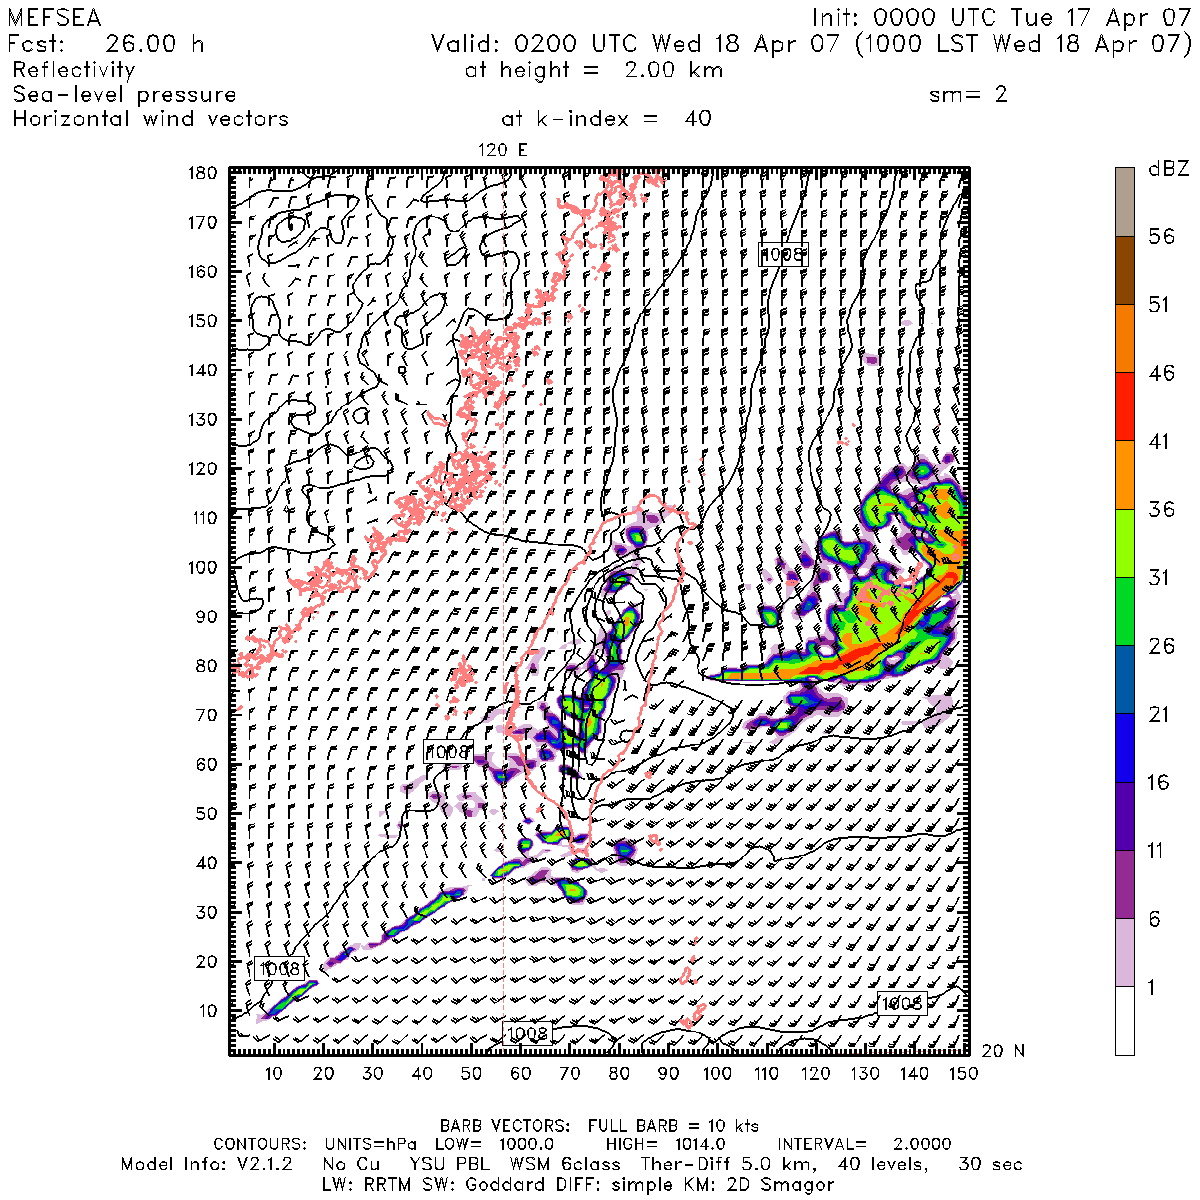 MEFSEA Init: 0000 UTC Tue 17 Apr 07
Fcst: 26.00 h Valid: 0200 UTC Wed 18 Apr 07 (1000 LST Wed 18 Apr 07)
Reflectivity at height = 2.00 km
Sea-level pressure sm= 2
Horizontal wind vectors at k-index = 40
120 E
dBZ
56
51
46
41
36
31
26
21
16
11
6
1
180
170
160
150
140
130
120
110
100
90
80
70
60
50
40
30
20
10
1008
1008
1008
1008
1008
20 N
10 20 30 40 50 60 70 80 90 100 110 120 130 140 150
BARB VECTORS: FULL BARB = 10 kts
CONTOURS: UNITS=hPa LOW= 1000.0 HIGH= 1014.0 INTERVAL= 2.0000
Model Info: V2.1.2 No Cu YSU PBL WSM 6class Ther-Diff 5.0 km, 40 levels, 30 sec
LW: RRTM SW: Goddard DIFF: simple KM: 2D Smagor